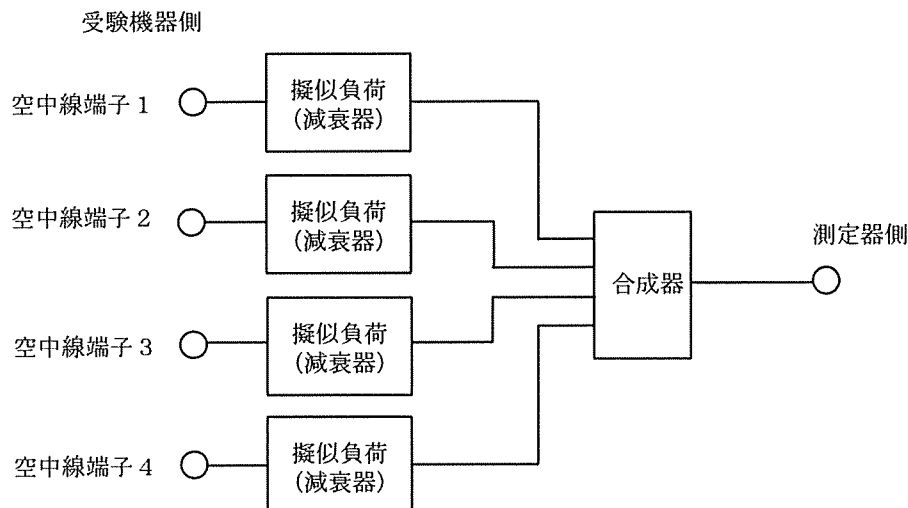 受験機器側
空中線端子1
擬似負荷
(減衰器)
空中線端子2
擬似負荷
(減衰器)
空中線端子3
擬似負荷
(減衰器)
空中線端子4
擬似負荷
(減衰器)
合成器
測定器側